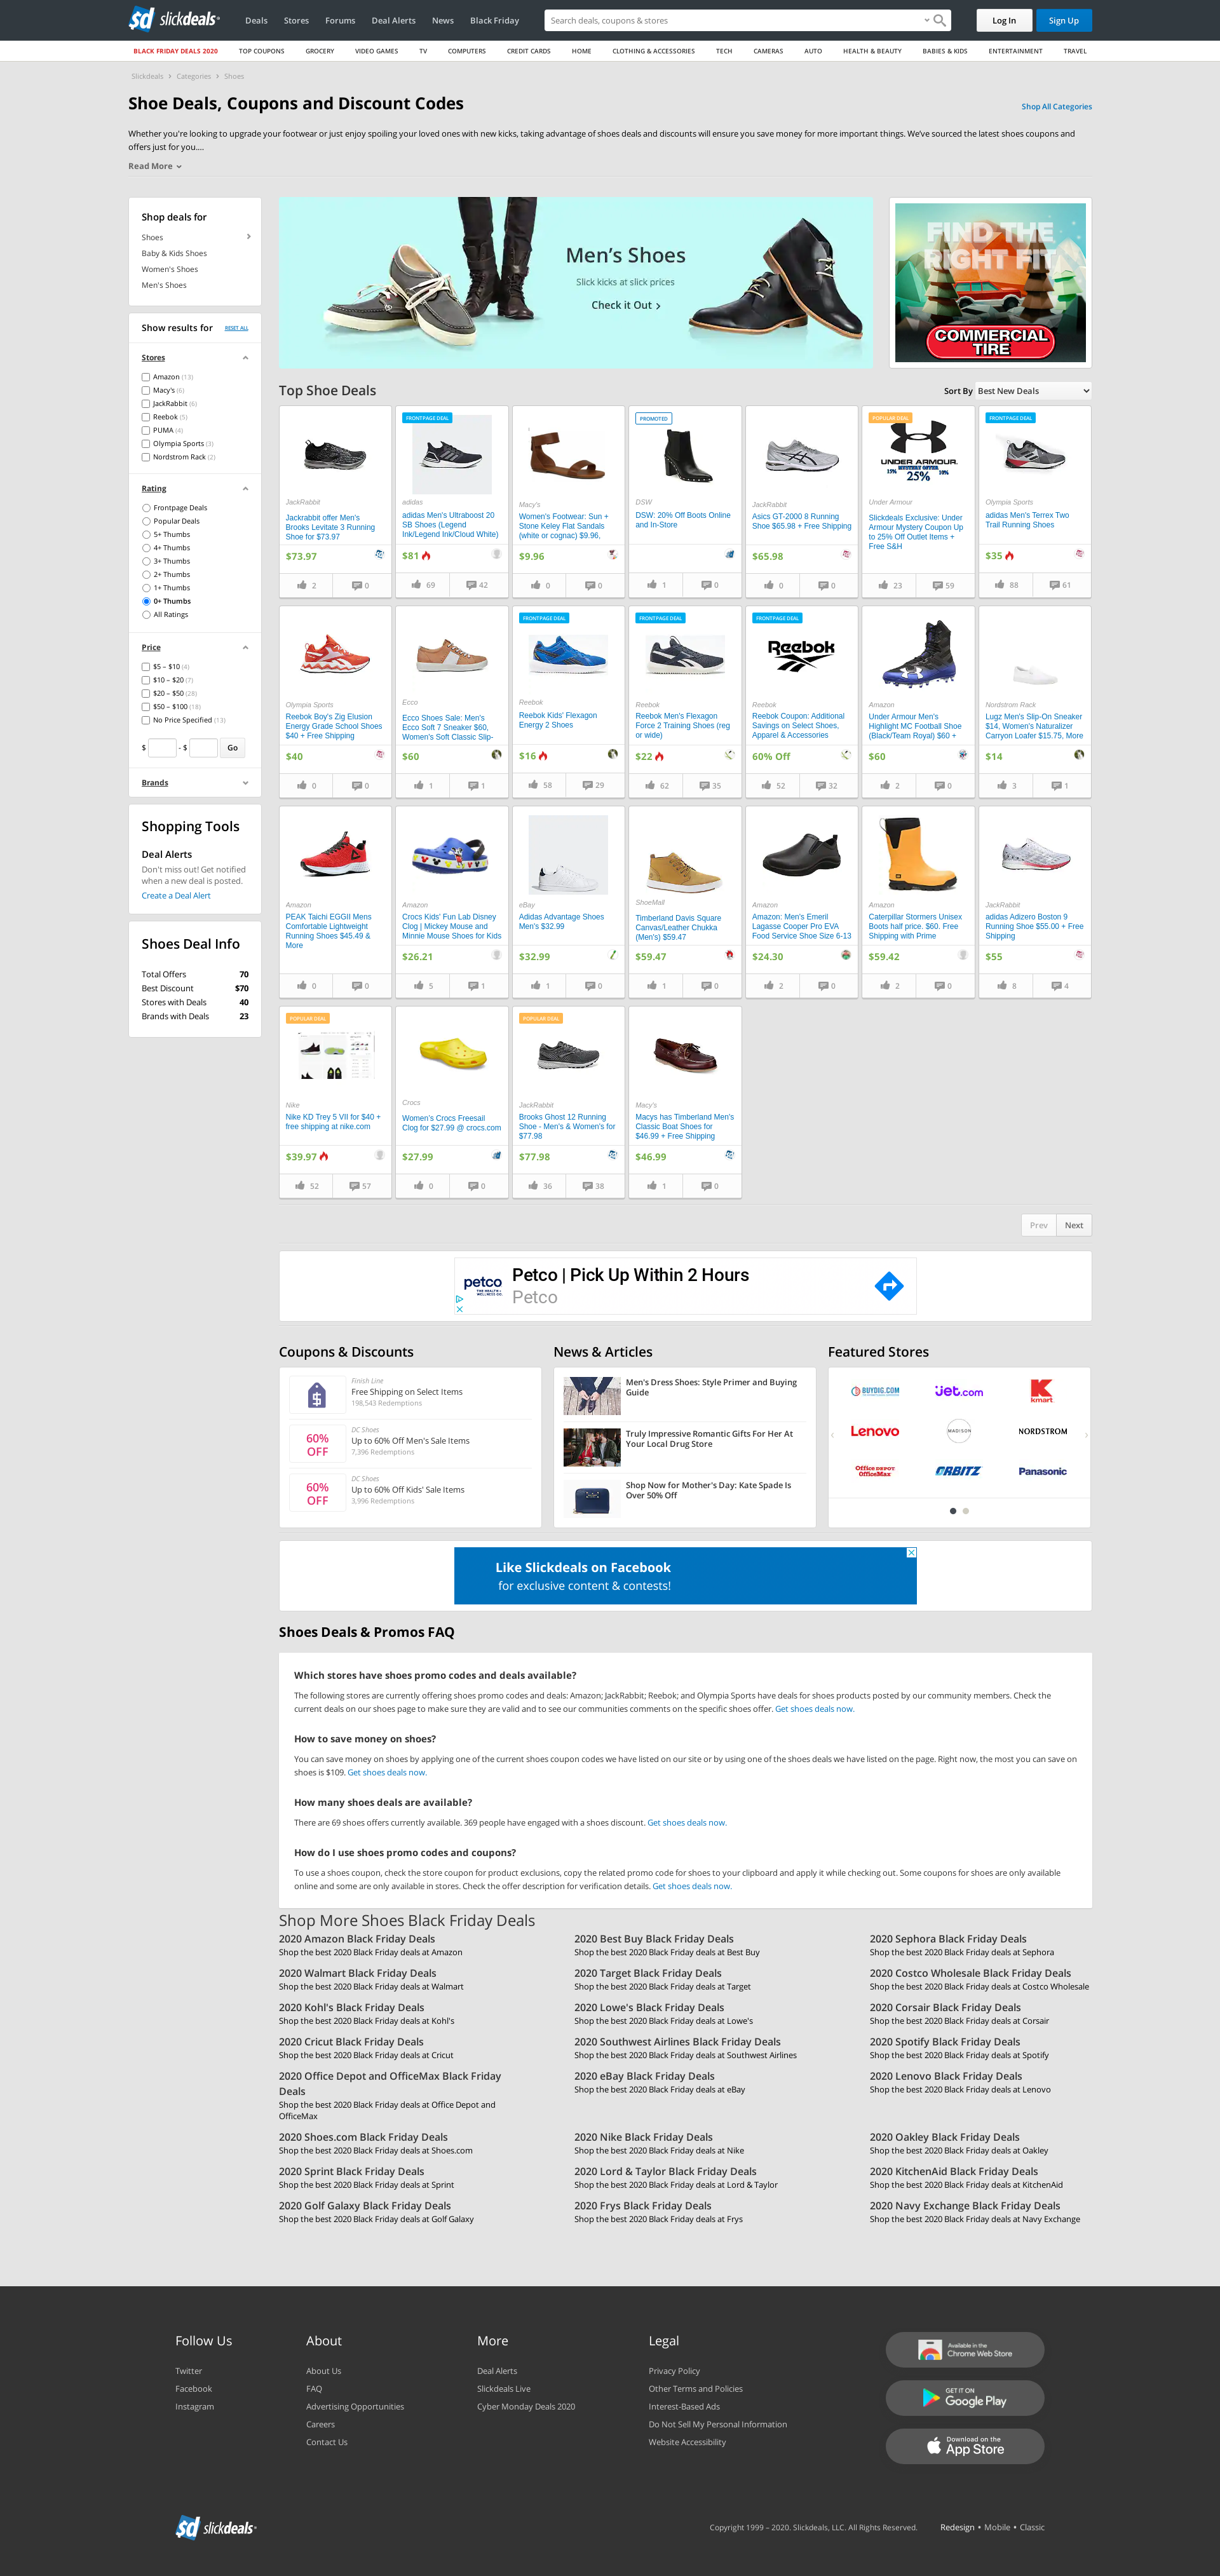 slickdeals
Deals
Stores
Forums
Deal Alerts
News
Black Friday
Search deals, coupons & stores
Log In
Sign Up
BLACK FRIDAY DEALS 2020
TOP COUPONS
GROCERY
VIDEO GAMES
TV
COMPUTERS
CREDIT CARDS
HOME
CLOTHING & ACCESSORIES
TECH
CAMERAS
AUTO
HEALTH & BEAUTY
BABIES & KIDS
ENTERTAINMENT
TRAVEL
Slickdeals › Categories › Shoes
Shoe Deals, Coupons and Discount Codes
Shop All Categories
Whether you're looking to upgrade your footwear or just enjoy spoiling your loved ones with new kicks, taking advantage of shoes deals and discounts will ensure you save money for more important things. We've sourced the latest shoes coupons and
offers just for you....
Read More
Shop deals for
Shoes
Baby & Kids Shoes
Women's Shoes
Men's Shoes
Show results for
RESET ALL
Stores
Amazon (13)
Macy's (6)
JackRabbit (6)
Reebok (5)
PUMA (4)
Olympia Sports (3)
Nordstrom Rack (2)
Rating
Frontpage Deals
Popular Deals
5+ Thumbs
4+ Thumbs
3+ Thumbs
2+ Thumbs
1+ Thumbs
0+ Thumbs
All Ratings
Price
$5 – $10 (4)
$10 – $20 (7)
$20 – $50 (28)
$50 – $100 (18)
No Price Specified (13)
$ - $ Go
Brands
Shopping Tools
Deal Alerts
Don't miss out! Get notified
when a new deal is posted.
Create a Deal Alert
Shoes Deal Info
Total Offers 70
Best Discount $70
Stores with Deals 40
Brands with Deals 23
Men's Shoes
Slick kicks at slick prices
Check it Out
FIND THE
RIGHT FIT
COMMERCIAL
TIRE
Top Shoe Deals
Sort By Best New Deals
JackRabbit
Jackrabbit offer Men's
Brooks Levitate 3 Running
Shoe for $73.97
$73.97
2
0
FRONTPAGE DEAL
adidas
adidas Men's Ultraboost 20
SB Shoes (Legend
Ink/Legend Ink/Cloud White)
$81
69
42
Macy's
Women's Footwear: Sun +
Stone Keley Flat Sandals
(white or cognac) $9.96,
$9.96
0
0
PROMOTED
DSW
DSW: 20% Off Boots Online
and In-Store
1
0
JackRabbit
Asics GT-2000 8 Running
Shoe $65.98 + Free Shipping
$65.98
0
0
POPULAR DEAL
UNDER ARMOUR
MYSTERY OFFER
15% 25% 30%
Under Armour
Slickdeals Exclusive: Under
Armour Mystery Coupon Up
to 25% Off Outlet Items +
Free S&H
23
59
FRONTPAGE DEAL
Olympia Sports
adidas Men's Terrex Two
Trail Running Shoes
$35
88
61
Olympia Sports
Reebok Boy's Zig Elusion
Energy Grade School Shoes
$40 + Free Shipping
$40
0
0
Ecco
Ecco Shoes Sale: Men's
Ecco Soft 7 Sneaker $60,
Women's Soft Classic Slip-
$60
1
1
FRONTPAGE DEAL
Reebok
Reebok Kids' Flexagon
Energy 2 Shoes
$16
58
29
FRONTPAGE DEAL
Reebok
Reebok Men's Flexagon
Force 2 Training Shoes (reg
or wide)
$22
62
35
FRONTPAGE DEAL
Reebok
Reebok
Reebok Coupon: Additional
Savings on Select Shoes,
Apparel & Accessories
60% Off
52
32
Amazon
Under Armour Men's
Highlight MC Football Shoe
(Black/Team Royal) $60 +
$60
2
0
Nordstrom Rack
Lugz Men's Slip-On Sneaker
$14, Women's Naturalizer
Carryon Loafer $15.75, More
$14
3
1
Amazon
PEAK Taichi EGGII Mens
Comfortable Lightweight
Running Shoes $45.49 &
More
0
0
Amazon
Crocs Kids' Fun Lab Disney
Clog | Mickey Mouse and
Minnie Mouse Shoes for Kids
$26.21
5
1
eBay
Adidas Advantage Shoes
Men's $32.99
$32.99
1
0
ShoeMall
Timberland Davis Square
Canvas/Leather Chukka
(Men's) $59.47
$59.47
1
0
Amazon
Amazon: Men's Emeril
Lagasse Cooper Pro EVA
Food Service Shoe Size 6-13
$24.30
2
0
Amazon
Caterpillar Stormers Unisex
Boots half price. $60. Free
Shipping with Prime
$59.42
2
0
JackRabbit
adidas Adizero Boston 9
Running Shoe $55.00 + Free
Shipping
$55
8
4
POPULAR DEAL
Nike
Nike KD Trey 5 VII for $40 +
free shipping at nike.com
$39.97
52
57
Crocs
Women's Crocs Freesail
Clog for $27.99 @ crocs.com
$27.99
0
0
POPULAR DEAL
JackRabbit
Brooks Ghost 12 Running
Shoe - Men's & Women's for
$77.98
$77.98
36
38
Macy's
Macys has Timberland Men's
Classic Boat Shoes for
$46.99 + Free Shipping
$46.99
1
0
Prev
Next
petco
Petco | Pick Up Within 2 Hours
Petco
Coupons & Discounts
Finish Line
Free Shipping on Select Items
198,543 Redemptions
60%
OFF
DC Shoes
Up to 60% Off Men's Sale Items
7,396 Redemptions
60%
OFF
DC Shoes
Up to 60% Off Kids' Sale Items
3,996 Redemptions
News & Articles
Men's Dress Shoes: Style Primer and Buying
Guide
Truly Impressive Romantic Gifts For Her At
Your Local Drug Store
Shop Now for Mother's Day: Kate Spade Is
Over 50% Off
Featured Stores
BUYDIG.COM
Jet.com
kmart
Lenovo
MADISON
NORDSTROM
Office DEPOT
OfficeMax
ORBITZ
Panasonic
Like Slickdeals on Facebook
for exclusive content & contests!
Shoes Deals & Promos FAQ
Which stores have shoes promo codes and deals available?
The following stores are currently offering shoes promo codes and deals: Amazon; JackRabbit; Reebok; and Olympia Sports have deals for shoes products posted by our community members. Check the
current deals on our shoes page to make sure they are valid and to see our communities comments on the specific shoes offer. Get shoes deals now.
How to save money on shoes?
You can save money on shoes by applying one of the current shoes coupon codes we have listed on our site or by using one of the shoes deals we have listed on the page. Right now, the most you can save on
shoes is $109. Get shoes deals now.
How many shoes deals are available?
There are 69 shoes offers currently available. 369 people have engaged with a shoes discount. Get shoes deals now.
How do I use shoes promo codes and coupons?
To use a shoes coupon, check the store coupon for product exclusions, copy the related promo code for shoes to your clipboard and apply it while checking out. Some coupons for shoes are only available
online and some are only available in stores. Check the offer description for verification details. Get shoes deals now.
Shop More Shoes Black Friday Deals
2020 Amazon Black Friday Deals
Shop the best 2020 Black Friday deals at Amazon
2020 Best Buy Black Friday Deals
Shop the best 2020 Black Friday deals at Best Buy
2020 Sephora Black Friday Deals
Shop the best 2020 Black Friday deals at Sephora
2020 Walmart Black Friday Deals
Shop the best 2020 Black Friday deals at Walmart
2020 Target Black Friday Deals
Shop the best 2020 Black Friday deals at Target
2020 Costco Wholesale Black Friday Deals
Shop the best 2020 Black Friday deals at Costco Wholesale
2020 Kohl's Black Friday Deals
Shop the best 2020 Black Friday deals at Kohl's
2020 Lowe's Black Friday Deals
Shop the best 2020 Black Friday deals at Lowe's
2020 Corsair Black Friday Deals
Shop the best 2020 Black Friday deals at Corsair
2020 Cricut Black Friday Deals
Shop the best 2020 Black Friday deals at Cricut
2020 Southwest Airlines Black Friday Deals
Shop the best 2020 Black Friday deals at Southwest Airlines
2020 Spotify Black Friday Deals
Shop the best 2020 Black Friday deals at Spotify
2020 Office Depot and OfficeMax Black Friday
Deals
Shop the best 2020 Black Friday deals at Office Depot and
OfficeMax
2020 eBay Black Friday Deals
Shop the best 2020 Black Friday deals at eBay
2020 Lenovo Black Friday Deals
Shop the best 2020 Black Friday deals at Lenovo
2020 Shoes.com Black Friday Deals
Shop the best 2020 Black Friday deals at Shoes.com
2020 Nike Black Friday Deals
Shop the best 2020 Black Friday deals at Nike
2020 Oakley Black Friday Deals
Shop the best 2020 Black Friday deals at Oakley
2020 Sprint Black Friday Deals
Shop the best 2020 Black Friday deals at Sprint
2020 Lord & Taylor Black Friday Deals
Shop the best 2020 Black Friday deals at Lord & Taylor
2020 KitchenAid Black Friday Deals
Shop the best 2020 Black Friday deals at KitchenAid
2020 Golf Galaxy Black Friday Deals
Shop the best 2020 Black Friday deals at Golf Galaxy
2020 Frys Black Friday Deals
Shop the best 2020 Black Friday deals at Frys
2020 Navy Exchange Black Friday Deals
Shop the best 2020 Black Friday deals at Navy Exchange
Follow Us
Twitter
Facebook
Instagram
About
About Us
FAQ
Advertising Opportunities
Careers
Contact Us
More
Deal Alerts
Slickdeals Live
Cyber Monday Deals 2020
Legal
Privacy Policy
Other Terms and Policies
Interest-Based Ads
Do Not Sell My Personal Information
Website Accessibility
Available in the
Chrome Web Store
GET IT ON
Google Play
Download on the
App Store
slickdeals
Copyright 1999 – 2020. Slickdeals, LLC. All Rights Reserved.
Redesign • Mobile • Classic